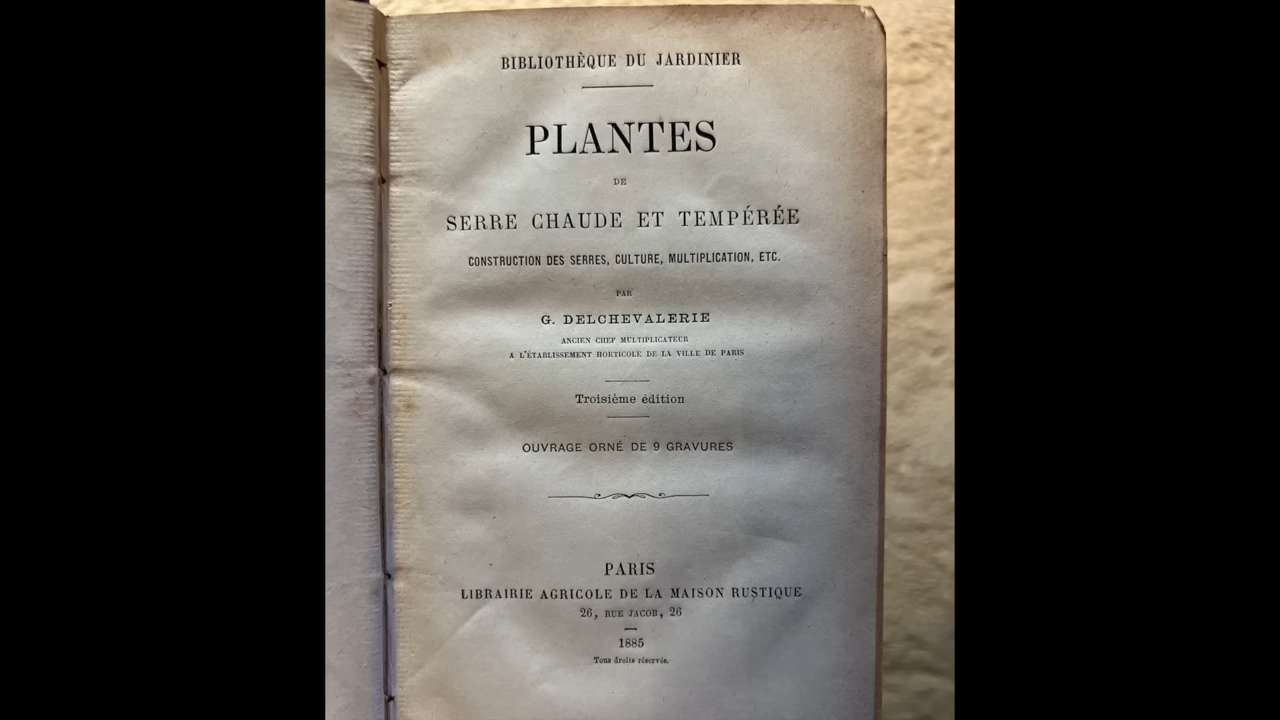 BIBLIOTHÈQUE DU JARDINIER
PLANTES
DE
SERRE CHAUDE ET TEMPÉRÉE
CONSTRUCTION DES SERRES, CULTURE, MULTIPLICATION, ETC.
PAR
G. DELCHEVALERIE
ANCIEN CHEF MULTIPLICATEUR
A L'ÉTABLISSEMENT HORTICOLE DE LA VILLE DE PARIS
Troisième édition
OUVRAGE ORNÉ DE 9 GRAVURES
PARIS
LIBRAIRIE AGRICOLE DE LA MAISON RUSTIQUE
26, RUE JACOB, 26
1885
Tous droits réservés.